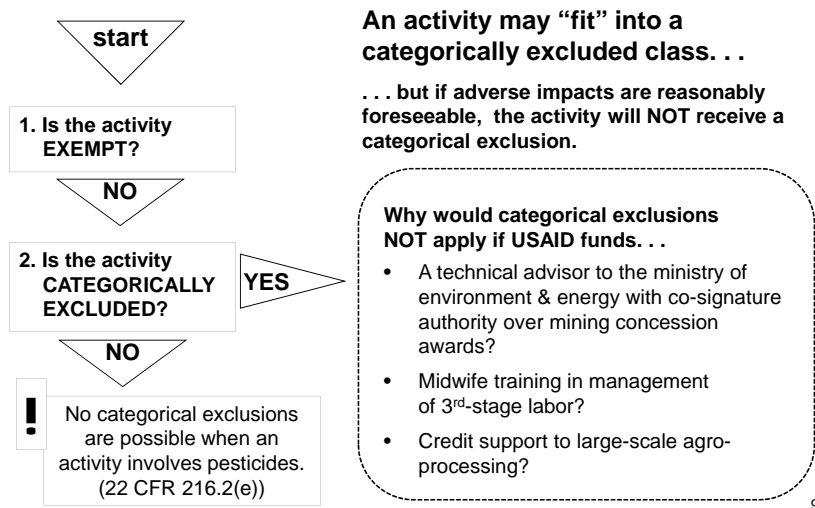 start
1. Is the activity
EXEMPT?
NO
2. Is the activity
CATEGORICALLY
EXCLUDED?
YES
NO
!
No categorical exclusions
are possible when an
activity involves pesticides.
(22 CFR 216.2(e))
An activity may “fit” into a
categorically excluded class. . .
. . . but if adverse impacts are reasonably
foreseeable, the activity will NOT receive a
categorical exclusion.
Why would categorical exclusions
NOT apply if USAID funds. . .
• A technical advisor to the ministry of
environment & energy with co-signature
authority over mining concession
awards?
• Midwife training in management
of 3rd-stage labor?
• Credit support to large-scale agro-
processing?